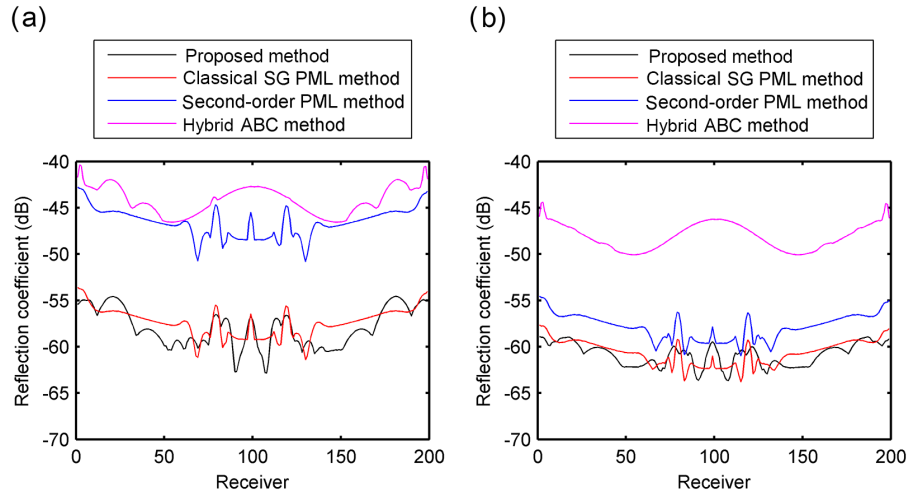 (a)
Proposed method
Classical SG PML method
Second-order PML method
Hybrid ABC method
-40
-45
-50
-55
-60
-65
-70
Reflection coefficient (dB)
0
50
100
150
200
Receiver
(b)
Proposed method
Classical SG PML method
Second-order PML method
Hybrid ABC method
-40
-45
-50
-55
-60
-65
-70
Reflection coefficient (dB)
0
50
100
150
200
Receiver